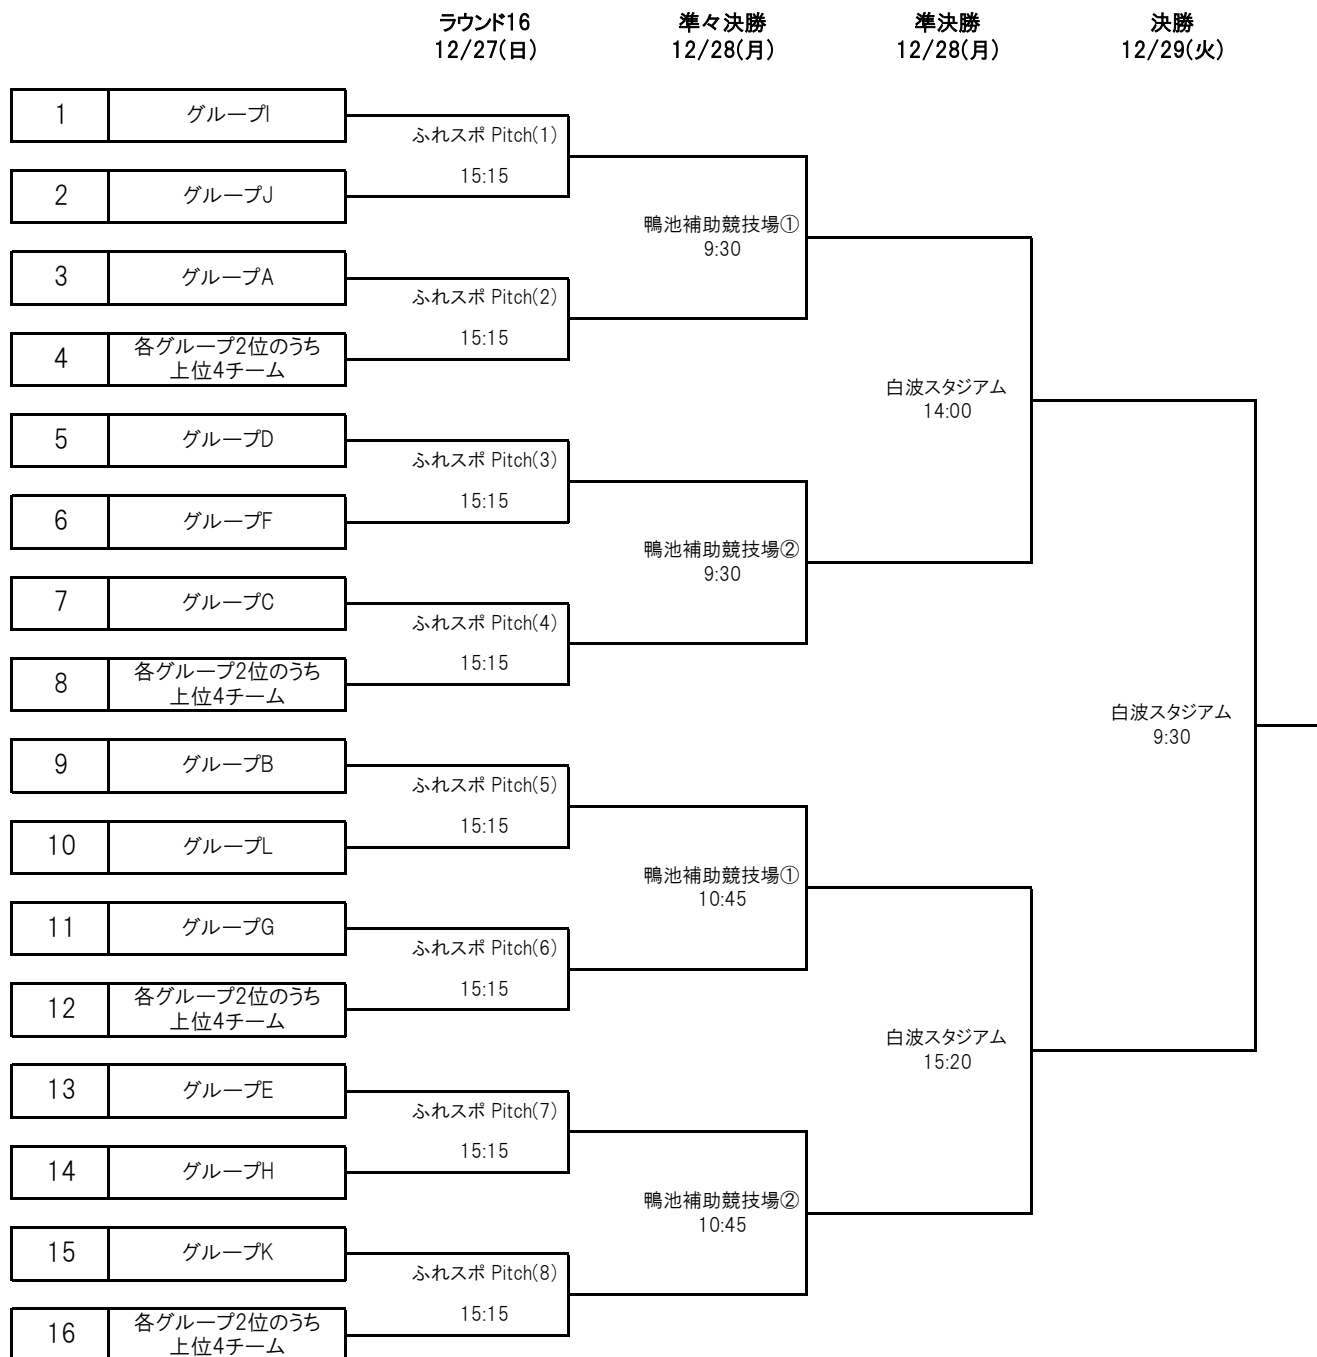 ラウンド16 準々決勝 準決勝 決勝
12/27(日) 12/28(月) 12/28(月) 12/29(火)
1 グループI
ふれスポ Pitch(1)
15:15
2 グループJ
鴨池補助競技場①
9:30
3 グループA
ふれスポ Pitch(2)
15:15
4 各グループ2位のうち
上位4チーム
白波スタジアム
14:00
5 グループD
ふれスポ Pitch(3)
15:15
6 グループF
鴨池補助競技場②
9:30
7 グループC
ふれスポ Pitch(4)
15:15
8 各グループ2位のうち
上位4チーム
白波スタジアム
9:30
9 グループB
ふれスポ Pitch(5)
15:15
10 グループL
鴨池補助競技場①
10:45
11 グループG
ふれスポ Pitch(6)
15:15
12 各グループ2位のうち
上位4チーム
白波スタジアム
15:20
13 グループE
ふれスポ Pitch(7)
15:15
14 グループH
鴨池補助競技場②
10:45
15 グループK
ふれスポ Pitch(8)
15:15
16 各グループ2位のうち
上位4チーム